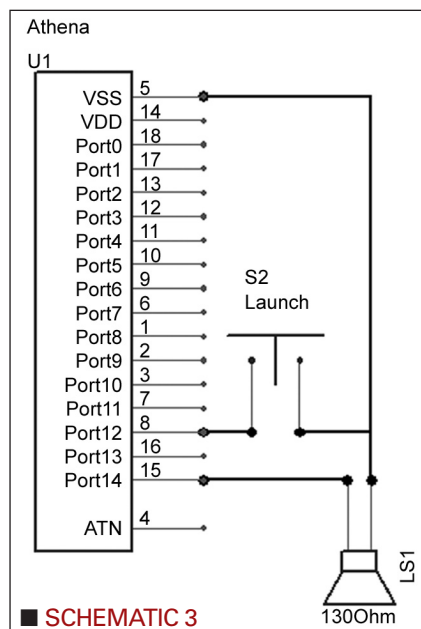 Athena
U1
VSS 5
VDD 14
Port0 18
Port1 17
Port2 13
Port3 12
Port4 11
Port5 10
Port6 9
Port7 6
Port8 1
Port9 2
Port10 3
Port11 7
Port12 8
Port13 16
Port14 15
ATN 4
S2
Launch
LS1
130Ohm
■ SCHEMATIC 3